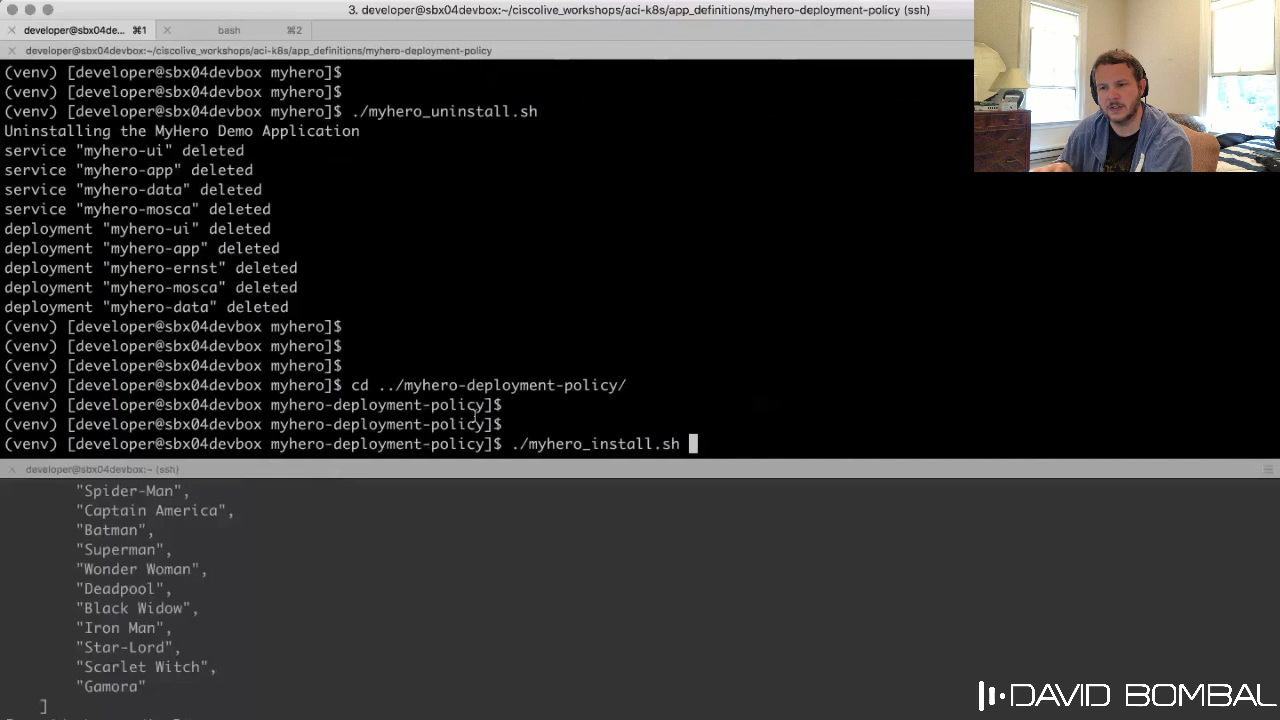 3. developer@sbx04devbox:~/ciscolive_workshops/aci-k8s/app_definitions/myhero-deployment-policy (ssh)
developer@sbx04de... ⌘1 bash ⌘2
developer@sbx04devbox:~/ciscolive_workshops/aci-k8s/app_definitions/myhero-deployment-policy
(venv) [developer@sbx04devbox myhero]$
(venv) [developer@sbx04devbox myhero]$
(venv) [developer@sbx04devbox myhero]$ ./myhero_uninstall.sh
Uninstalling the MyHero Demo Application
service "myhero-ui" deleted
service "myhero-app" deleted
service "myhero-data" deleted
service "myhero-mosca" deleted
deployment "myhero-ui" deleted
deployment "myhero-app" deleted
deployment "myhero-ernst" deleted
deployment "myhero-mosca" deleted
deployment "myhero-data" deleted
(venv) [developer@sbx04devbox myhero]$
(venv) [developer@sbx04devbox myhero]$
(venv) [developer@sbx04devbox myhero]$
(venv) [developer@sbx04devbox myhero]$ cd ../myhero-deployment-policy/
(venv) [developer@sbx04devbox myhero-deployment-policy]$
(venv) [developer@sbx04devbox myhero-deployment-policy]$
(venv) [developer@sbx04devbox myhero-deployment-policy]$ ./myhero_install.sh
developer@sbx04devbox:~ (ssh)
"Spider-Man",
"Captain America",
"Batman",
"Superman",
"Wonder Woman",
"Deadpool",
"Black Widow",
"Iron Man",
"Star-Lord",
"Scarlet Witch",
"Gamora"
]
DAVID BOMBAL